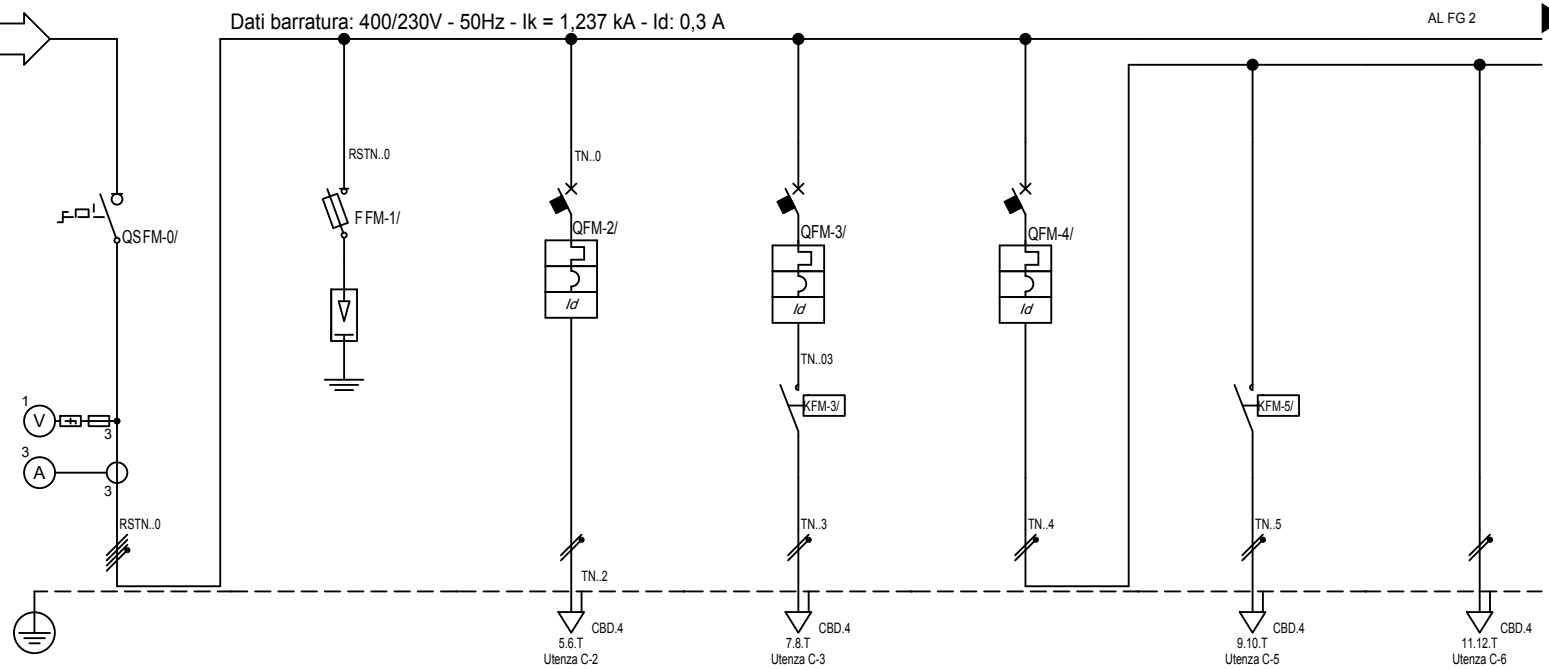 Dati barratura: 400/230V - 50Hz - Ik = 1,237 kA - Id: 0,3 A
AL FG 2
RSTN..0
TN..0
QSFM-0/
F FM-1/
QFM-2/
QFM-3/
QFM-4/
Id
Id
Id
TN..03
KFM-3/
KFM-5/
1
V
3
3
A
3
RSTN..0
TN..3
TN..4
TN..5
TN..2
CBD.4
CBD.4
CBD.4
CBD.4
5.6.T
7.8.T
9.10.T
11.12.T
Utenza C-2
Utenza C-3
Utenza C-5
Utenza C-6